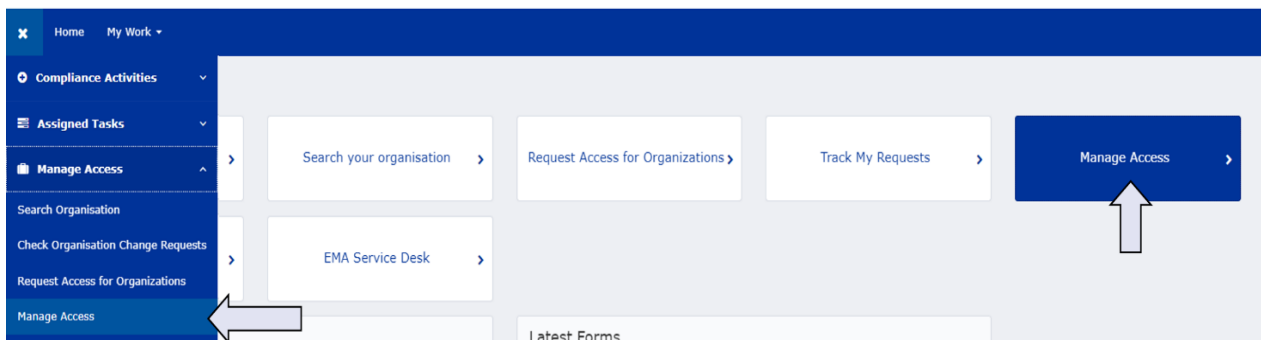 Home My Work
Compliance Activities
Assigned Tasks
Manage Access
Search Organisation
Check Organisation Change Requests
Request Access for Organizations
Manage Access
Search your organisation
Request Access for Organizations
Track My Requests
Manage Access
EMA Service Desk
Latest Forms